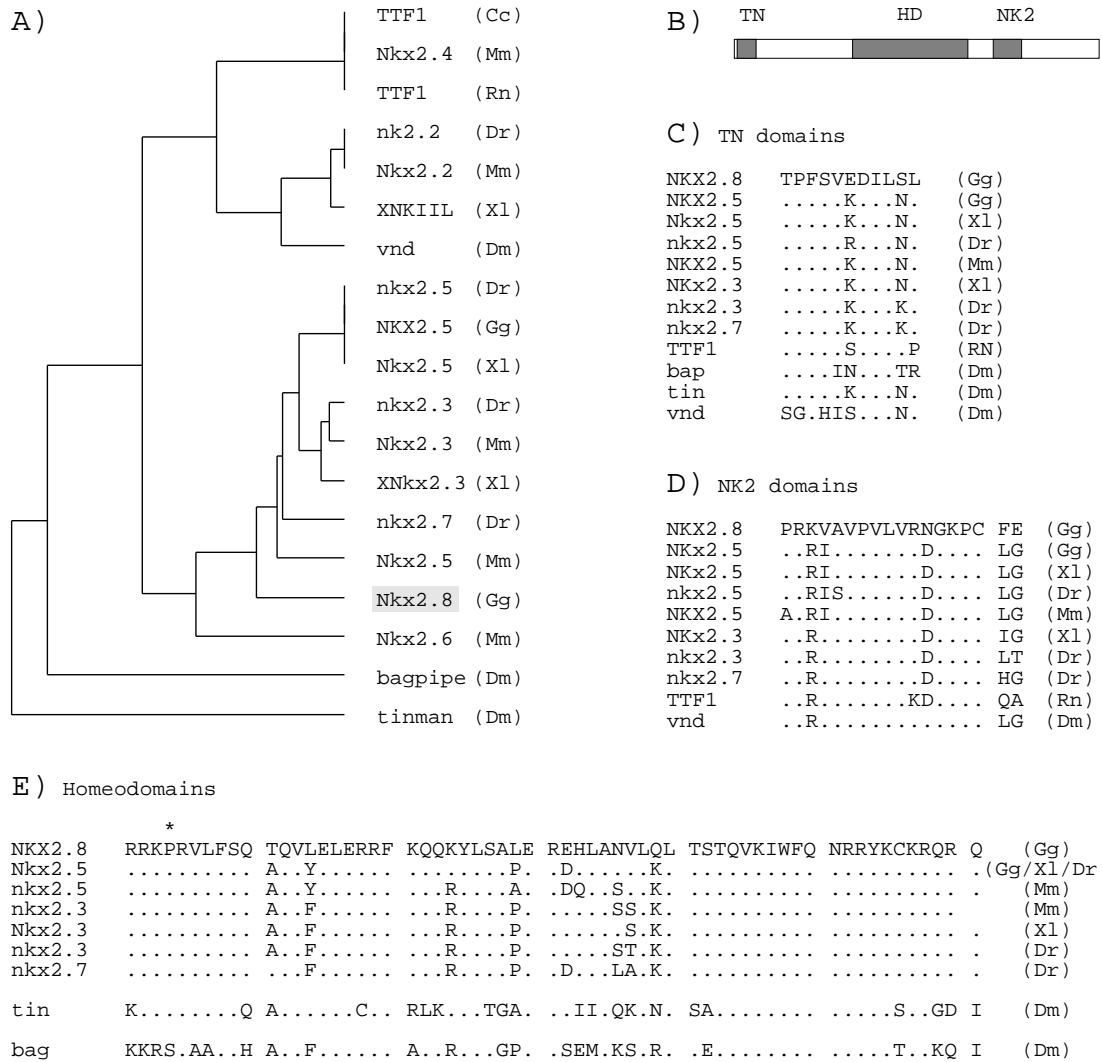 A)
TTF1 (Cc)
Nkx2.4 (Mm)
TTF1 (Rn)
nk2.2 (Dr)
Nkx2.2 (Mm)
XNKIIL (Xl)
vnd (Dm)
nkx2.5 (Dr)
NKX2.5 (Gg)
Nkx2.5 (Xl)
nkx2.3 (Dr)
Nkx2.3 (Mm)
XNkx2.3 (Xl)
nkx2.7 (Dr)
Nkx2.5 (Mm)
Nkx2.8 (Gg)
Nkx2.6 (Mm)
bagpipe (Dm)
tinman (Dm)
B)
TN HD NK2
C) TN domains
NKX2.8 TPFSVEDILSL (Gg)
NKX2.5 .....K...N. (Gg)
Nkx2.5 .....K...N. (Xl)
nkx2.5 .....R...N. (Dr)
NKX2.5 .....K...N. (Mm)
NKx2.3 .....K...N. (Xl)
nkx2.3 .....K...K. (Dr)
nkx2.7 .....K...K. (Dr)
TTF1 .....S....P (RN)
bap ....IN...TR (Dm)
tin .....K...N. (Dm)
vnd SG.HIS...N. (Dm)
D) NK2 domains
NKX2.8 PRKVAVPVLVRNGKPC FE (Gg)
NKx2.5 ..RI.......D.... LG (Gg)
NKx2.5 ..RI.......D.... LG (Xl)
nkx2.5 ..RIS......D.... LG (Dr)
NKX2.5 A.RI.......D.... LG (Mm)
NKx2.3 ..R........D.... IG (Xl)
nkx2.3 ..R........D.... LT (Dr)
nkx2.7 ..R........D.... HG (Dr)
TTF1 ..R.......KD.... QA (Rn)
vnd ..R............. LG (Dm)
E) Homeodomains
*
NKX2.8 RRKPRVLFSQ TQVLELERRF KQQKYLSALE REHLANVLQL TSTQVKIWFQ NRRYKCKRQR Q (Gg)
Nkx2.5 .......... A..Y...... .......P. .D.....K. .......... .......... .(Gg/Xl/Dr
nkx2.5 .......... A..Y...... ...R....A. .DQ..S..K. .......... .......... . (Mm)
nkx2.3 .......... A..F...... ...R....P. .....SS.K. .......... .......... (Mm)
Nkx2.3 .......... A..F...... ...R....P. ......S.K. .......... .......... . (Xl)
nkx2.3 .......... A..F...... ...R....P. .....ST.K. .......... .......... . (Dr)
nkx2.7 .......... ...F...... ...R....P. .D...LA.K. .......... .......... . (Dr)
tin K........Q A.....C.. RLK...TGA. ..II.QK.N. SA........ .....S..GD I (Dm)
bag KKRS.AA..H A..F...... A..R...GP. .SEM.KS.R. .E........ .....T..KQ I (Dm)